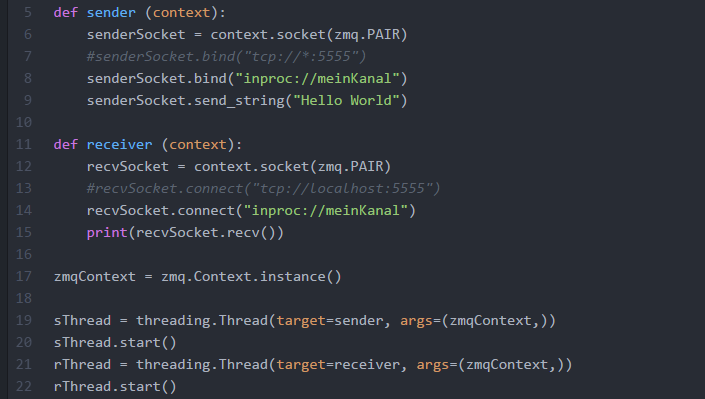 5 def sender (context):
6     senderSocket = context.socket(zmq.PAIR)
7     #senderSocket.bind("tcp://*:5555")
8     senderSocket.bind("inproc://meinKanal")
9     senderSocket.send_string("Hello World")
10
11 def receiver (context):
12     recvSocket = context.socket(zmq.PAIR)
13     #recvSocket.connect("tcp://localhost:5555")
14     recvSocket.connect("inproc://meinKanal")
15     print(recvSocket.recv())
16
17 zmqContext = zmq.Context.instance()
18
19 sThread = threading.Thread(target=sender, args=(zmqContext,))
20 sThread.start()
21 rThread = threading.Thread(target=receiver, args=(zmqContext,))
22 rThread.start()